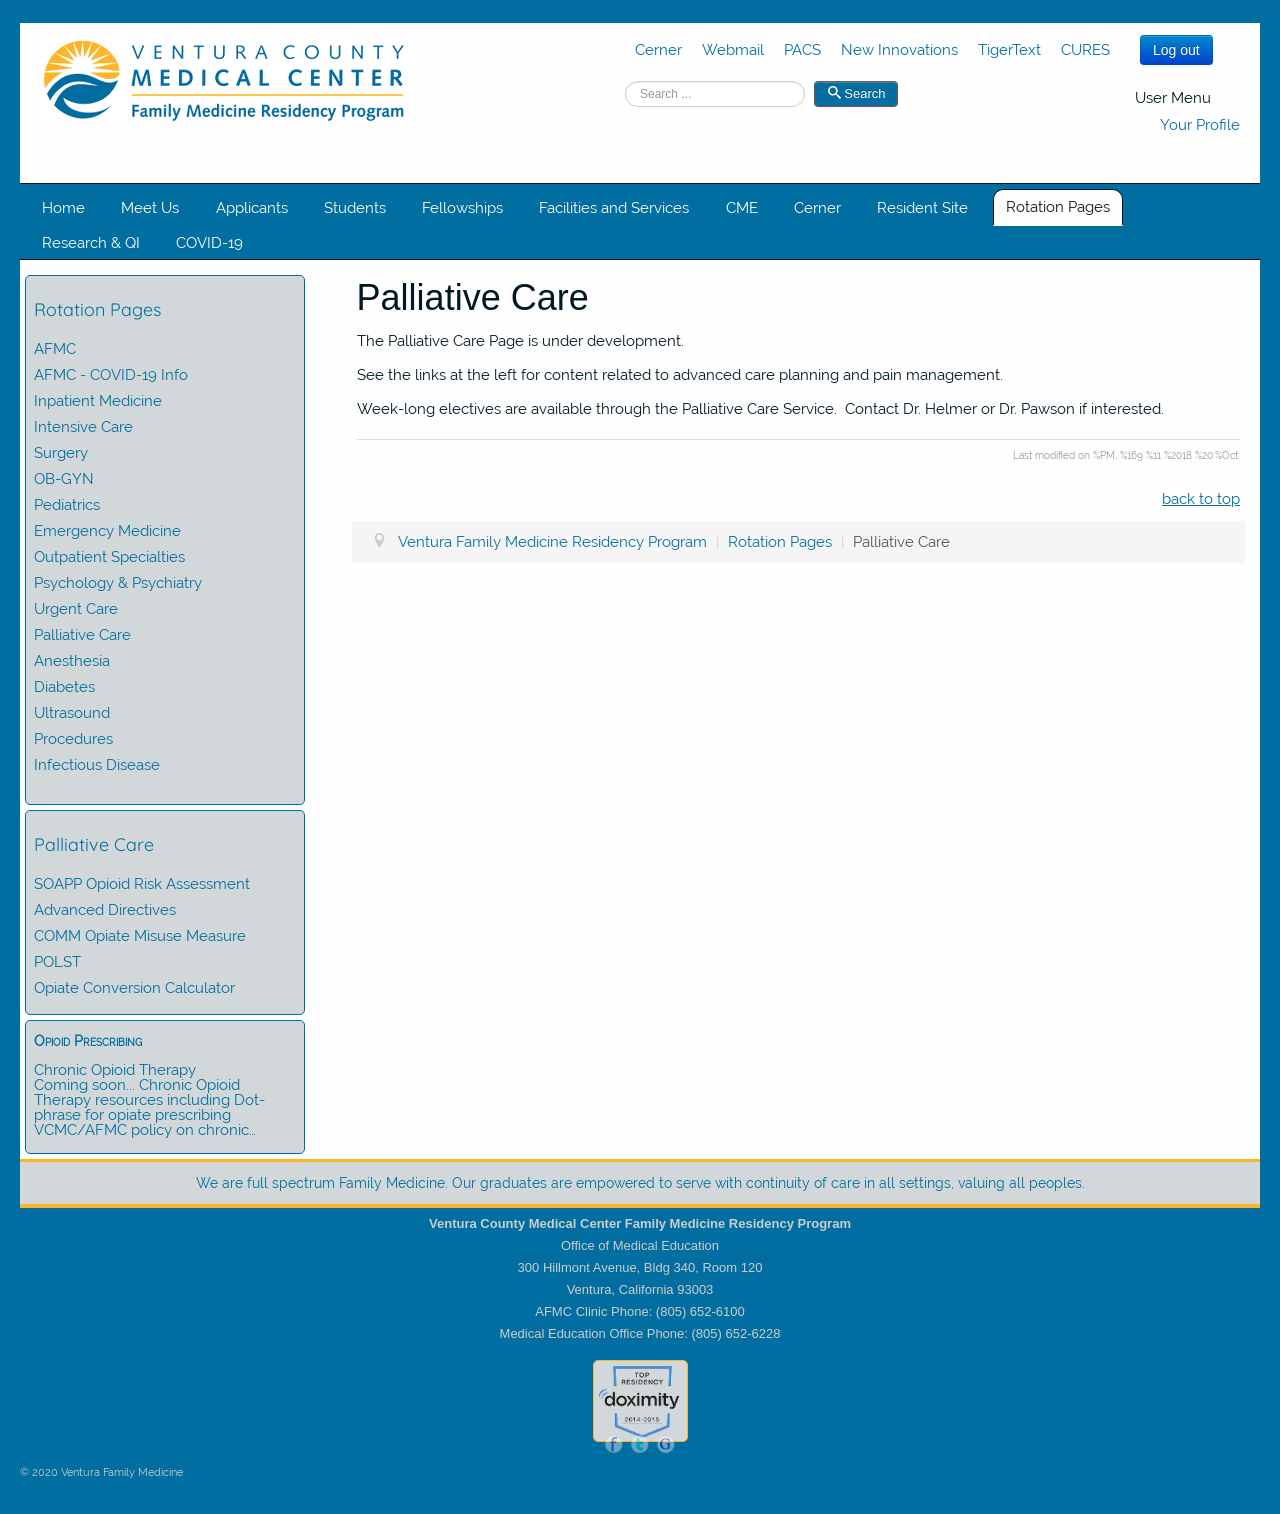 VENTURA COUNTY
MEDICAL CENTER
Family Medicine Residency Program
Cerner Webmail PACS New Innovations TigerText CURES Log out
Search ... Search
User Menu
Your Profile
Home Meet Us Applicants Students Fellowships Facilities and Services CME Cerner Resident Site Rotation Pages
Research & QI COVID-19
Rotation Pages
AFMC
AFMC - COVID-19 Info
Inpatient Medicine
Intensive Care
Surgery
OB-GYN
Pediatrics
Emergency Medicine
Outpatient Specialties
Psychology & Psychiatry
Urgent Care
Palliative Care
Anesthesia
Diabetes
Ultrasound
Procedures
Infectious Disease
Palliative Care
SOAPP Opioid Risk Assessment
Advanced Directives
COMM Opiate Misuse Measure
POLST
Opiate Conversion Calculator
Opioid Prescribing
Chronic Opioid Therapy
Coming soon... Chronic Opioid
Therapy resources including Dot-
phrase for opiate prescribing
VCMC/AFMC policy on chronic...
Palliative Care
The Palliative Care Page is under development.
See the links at the left for content related to advanced care planning and pain management.
Week-long electives are available through the Palliative Care Service.  Contact Dr. Helmer or Dr. Pawson if interested.
Last modified on %PM, %169 %11 %2018 %20:%Oct
back to top
Ventura Family Medicine Residency Program | Rotation Pages | Palliative Care
We are full spectrum Family Medicine. Our graduates are empowered to serve with continuity of care in all settings, valuing all peoples.
Ventura County Medical Center Family Medicine Residency Program
Office of Medical Education
300 Hillmont Avenue, Bldg 340, Room 120
Ventura, California 93003
AFMC Clinic Phone: (805) 652-6100
Medical Education Office Phone: (805) 652-6228
TOP
RESIDENCY
doximity
2014-2015
f t G
© 2020 Ventura Family Medicine